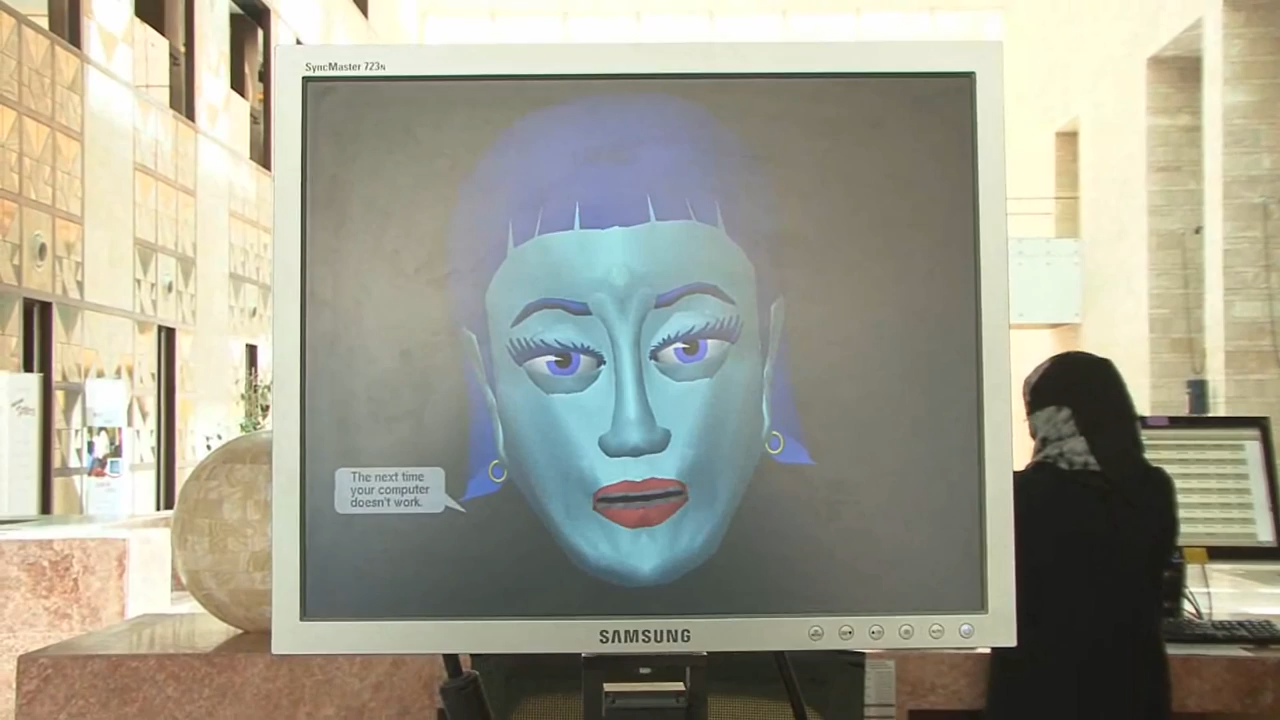 SyncMaster 723N
The next time
your computer
doesn't work.
SAMSUNG